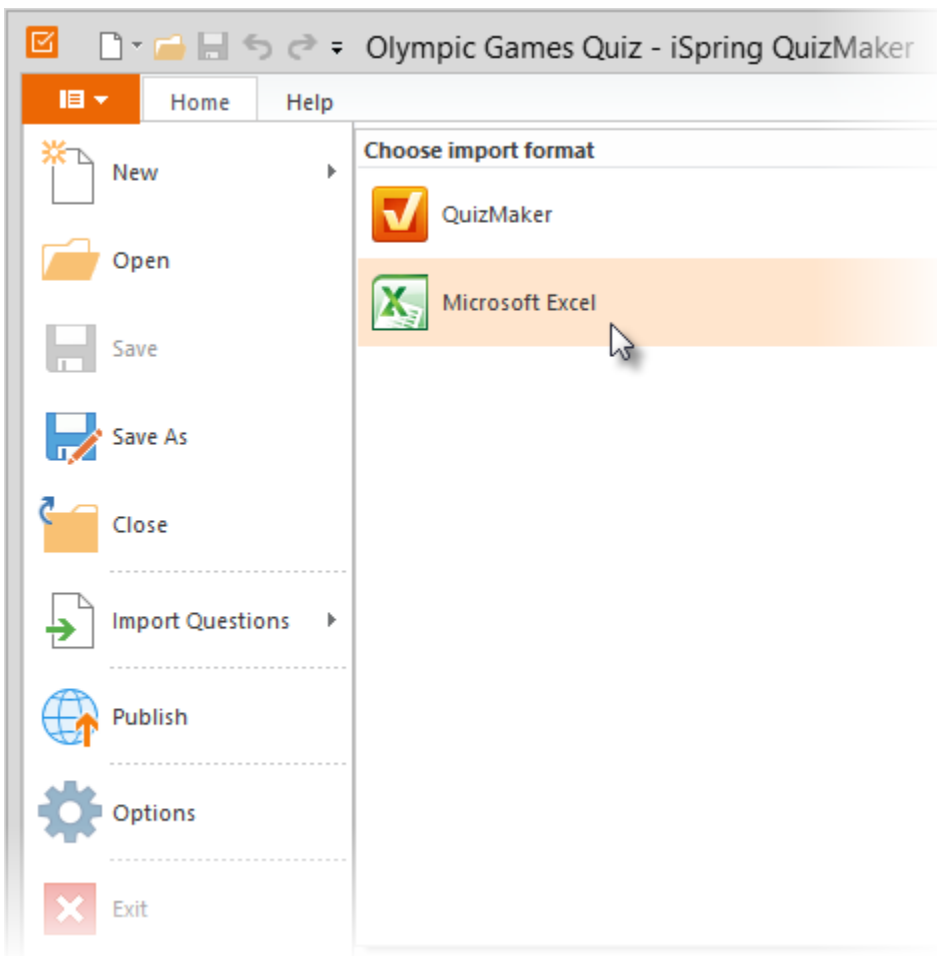 Olympic Games Quiz - iSpring QuizMaker
Home Help
New
Open
Save
Save As
Close
Import Questions
Publish
Options
Exit
Choose import format
QuizMaker
Microsoft Excel